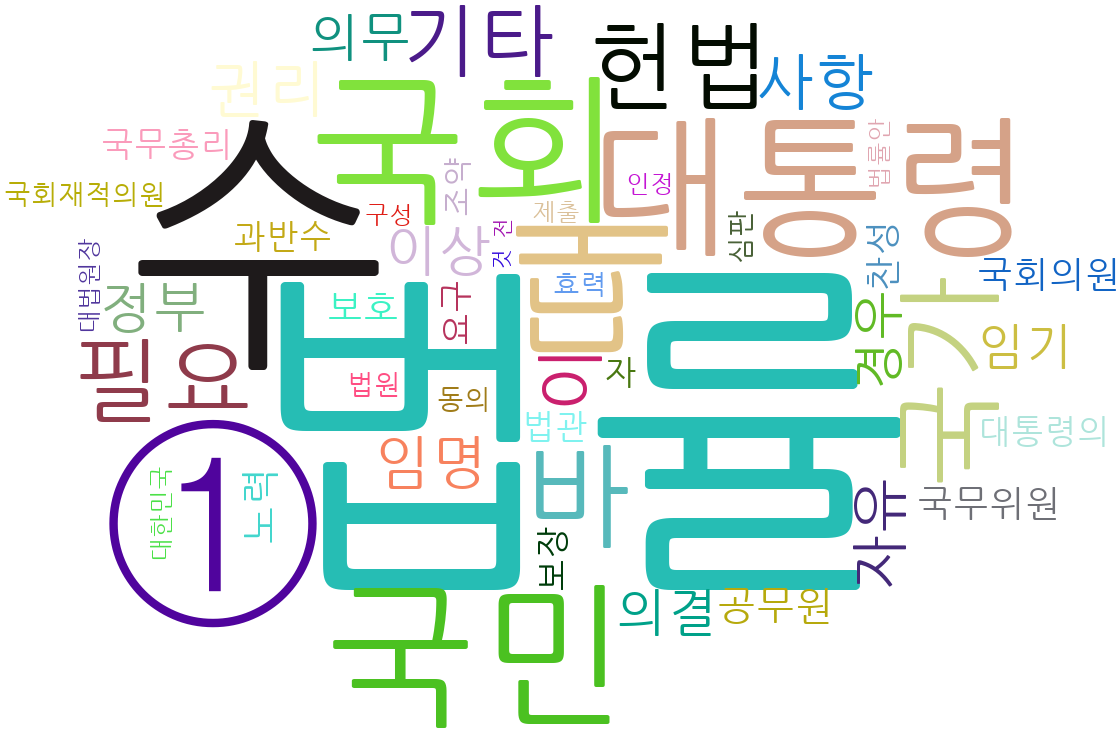 기타
의무
헌법
사항
권리
국회
대통령
국무총리
수
법률안
조약
인정
국회재적의원
구성
제출
과반수
이상
전
것
심판
찬성
대법원장
정부
보호
요구
효력
때
국회의원
국가
필요
법률
경우
임기
법원
동의
이
자
①
대한민국
노력
임명
법관
바
대통령의
자유
국무위원
보장
국민
의결
공무원